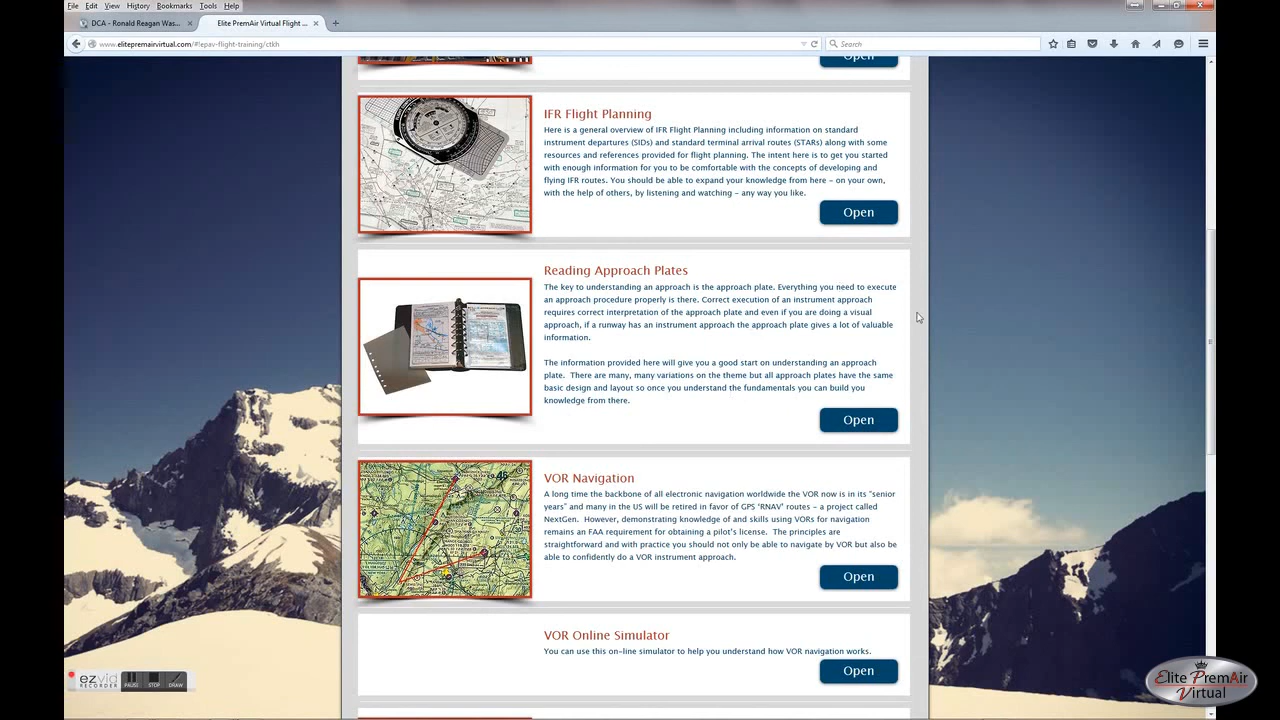 File Edit View History Bookmarks Tools Help
DCA - Ronald Reagan Was... × Elite PremAir Virtual Flight ... × +
www.elitepremairvirtual.com/#!epav-flight-training/ctkh
Search
Open
IFR Flight Planning
Here is a general overview of IFR Flight Planning including information on standard
instrument departures (SIDs) and standard terminal arrival routes (STARs) along with some
resources and references provided for flight planning. The intent here is to get you started
with enough information for you to be comfortable with the concepts of developing and
flying IFR routes. You should be able to expand your knowledge from here - on your own,
with the help of others, by listening and watching - any way you like.
Open
Reading Approach Plates
The key to understanding an approach is the approach plate. Everything you need to execute
an approach procedure properly is there. Correct execution of an instrument approach
requires correct interpretation of the approach plate and even if you are doing a visual
approach, if a runway has an instrument approach the approach plate gives a lot of valuable
information.
The information provided here will give you a good start on understanding an approach
plate. There are many, many variations on the theme but all approach plates have the same
basic design and layout so once you understand the fundamentals you can build you
knowledge from there.
Open
VOR Navigation
A long time the backbone of all electronic navigation worldwide the VOR now is in its "senior
years" and many in the US will be retired in favor of GPS 'RNAV' routes - a project called
NextGen. However, demonstrating knowledge of and skills using VORs for navigation
remains an FAA requirement for obtaining a pilot's license. The principles are
straightforward and with practice you should not only be able to navigate by VOR but also be
able to confidently do a VOR instrument approach.
Open
VOR Online Simulator
You can use this on-line simulator to help you understand how VOR navigation works.
Open
ezvid
RECORDER
PAUSE STOP DRAW
Elite PremAir
Virtual